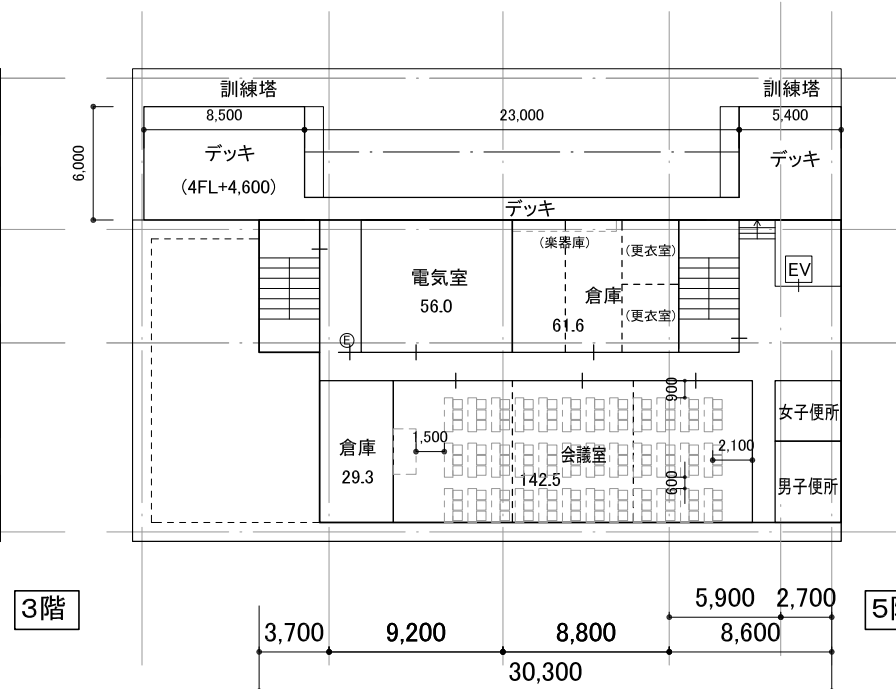 訓練塔
訓練塔
8,500
23,000
5,400
6,000
デッキ
デッキ
(4FL+4,600)
デッキ
(楽器庫)
(更衣室)
電気室
倉庫
EV
56.0
61.6
(更衣室)
E
900
女子便所
倉庫
1,500
会議室
2,100
29.3
142.5
600
男子便所
3階
5,900
2,700
3,700
9,200
8,800
8,600
30,300